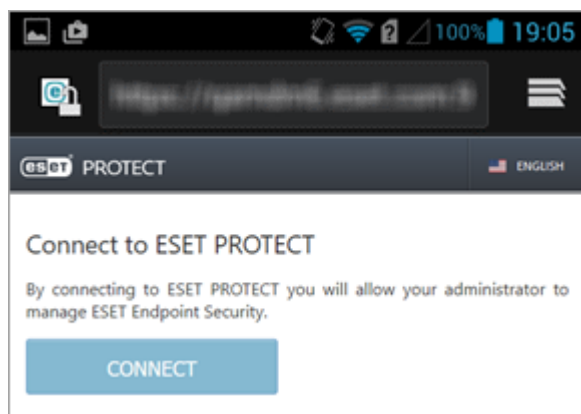 100% 19:05
eset PROTECT ENGLISH
Connect to ESET PROTECT
By connecting to ESET PROTECT you will allow your administrator to
manage ESET Endpoint Security.
CONNECT